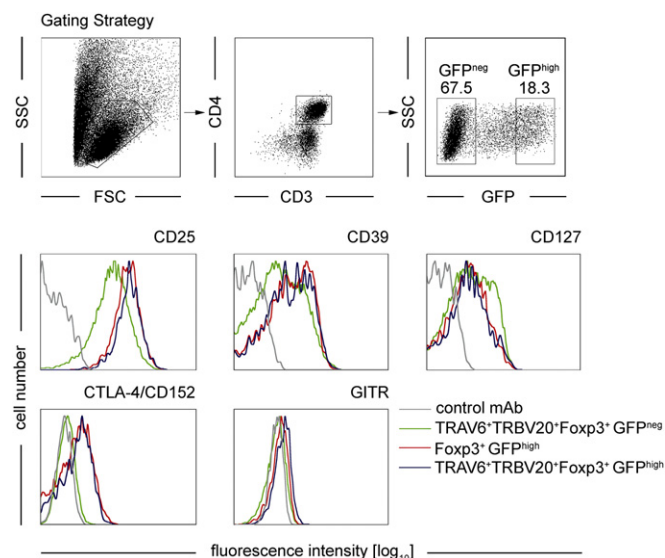 Gating Strategy
SSC
FSC
CD4
CD3
SSC
GFPneg
67.5
GFPhigh
18.3
GFP
CD25
CD39
CD127
CTLA-4/CD152
GITR
cell number
control mAb
TRAV6+TRBV20+Foxp3+ GFPneg
Foxp3+ GFPhigh
TRAV6+TRBV20+Foxp3+ GFPhigh
fluorescence intensity [log10]